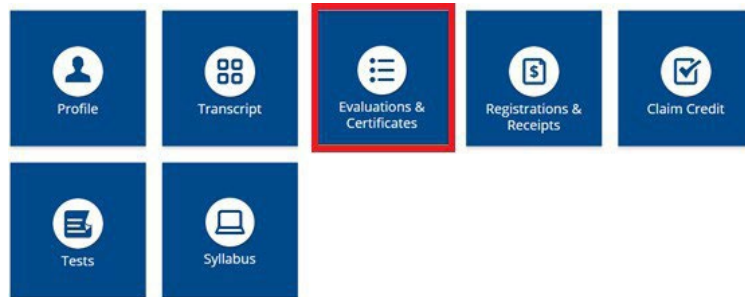 Profile
Transcript
Evaluations &
Certificates
Registrations &
Receipts
Claim Credit
Tests
Syllabus